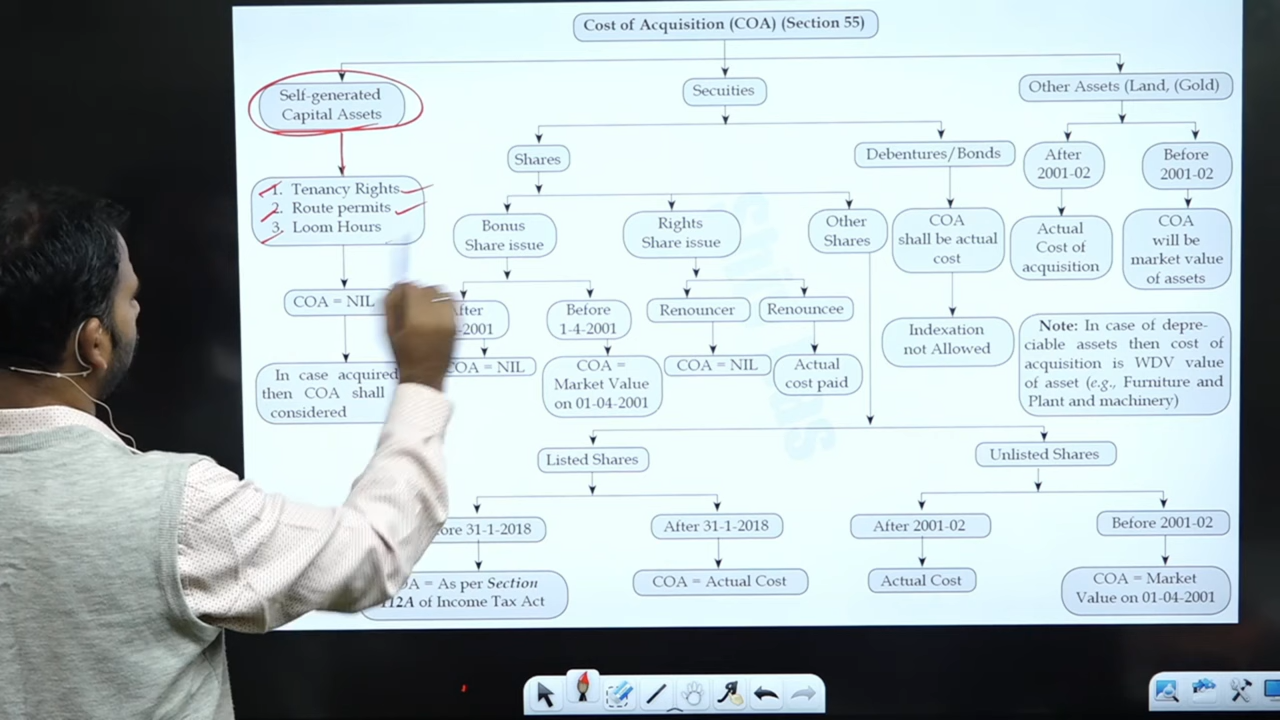 Cost of Acquisition (COA) (Section 55)
Self-generated
Capital Assets
Secuities
Other Assets (Land, (Gold)
1. Tenancy Rights
2. Route permits
3. Loom Hours
Shares
Debentures/Bonds
After
2001-02
Before
2001-02
Bonus
Share issue
Rights
Share issue
Other
Shares
COA
shall be actual
cost
Actual
Cost of
acquisition
COA
will be
market value
of assets
COA = NIL
-2001
Before
1-4-2001
Renouncer
Renouncee
Indexation
not Allowed
Note: In case of depre-
ciable assets then cost of
acquisition is WDV value
of asset (e.g., Furniture and
Plant and machinery)
In case acquired
then COA shall
considered
COA = NIL
COA =
Market Value
on 01-04-2001
COA = NIL
Actual
cost paid
Listed Shares
Unlisted Shares
31-1-2018
After 31-1-2018
After 2001-02
Before 2001-02
= As per Section
112A of Income Tax Act
COA = Actual Cost
Actual Cost
COA = Market
Value on 01-04-2001